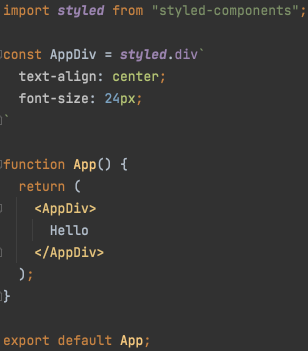 import styled from "styled-components";
const AppDiv = styled.div`
  text-align: center;
  font-size: 24px;
`
function App() {
  return (
    <AppDiv>
      Hello
    </AppDiv>
  );
}
export default App;